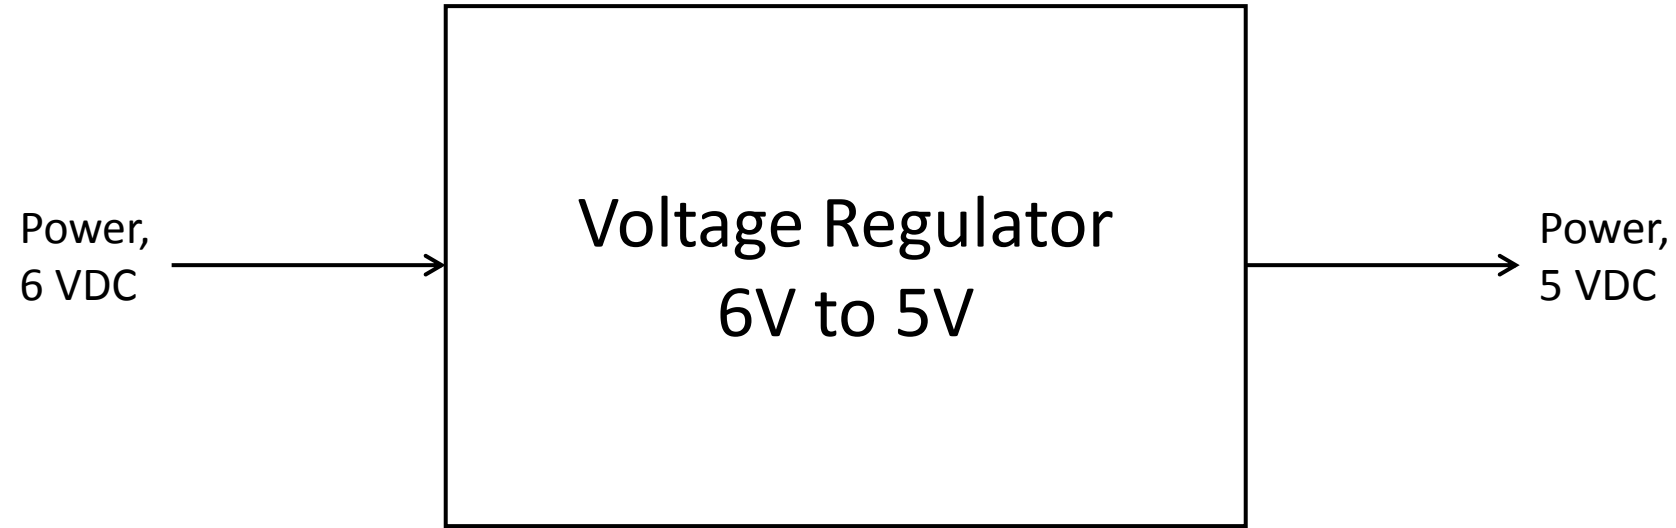 Power,
6 VDC
Voltage Regulator
6V to 5V
Power,
5 VDC